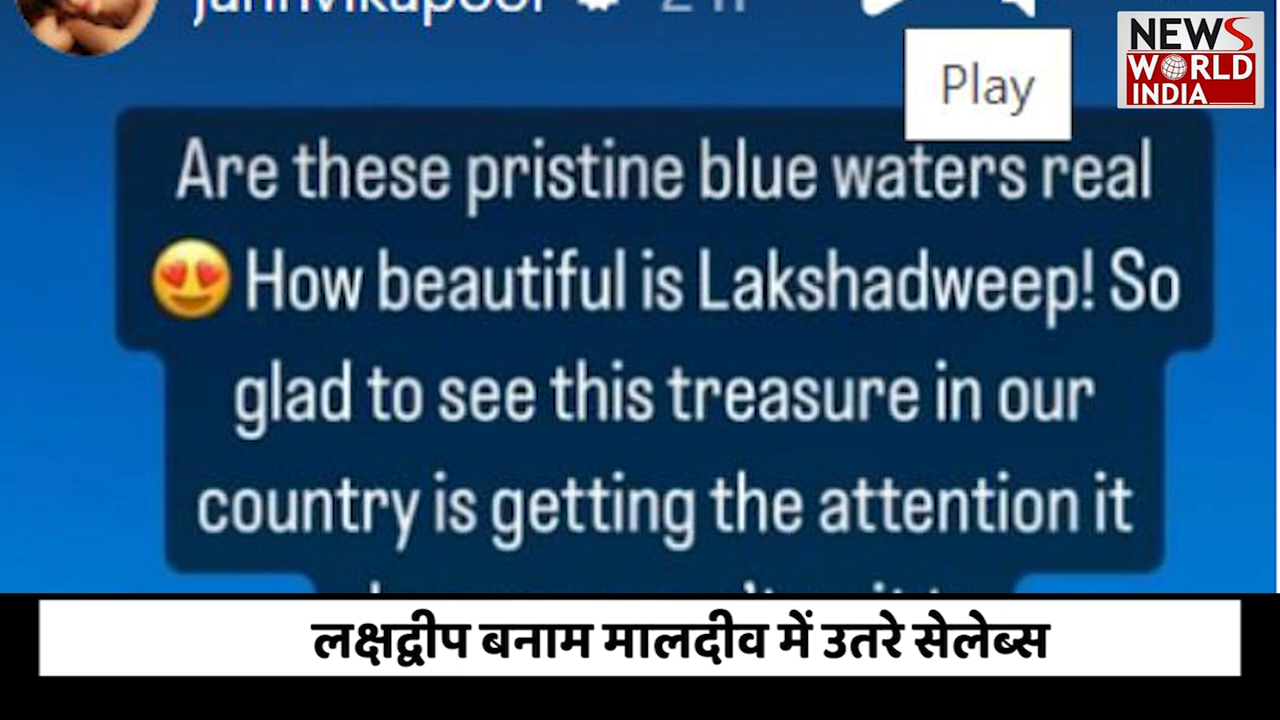 janhvikapoor
NEWS
WORLD
INDIA
Play
Are these pristine blue waters real
😍 How beautiful is Lakshadweep! So
glad to see this treasure in our
country is getting the attention it
लक्षद्वीप बनाम मालदीव में उतरे सेलेब्स